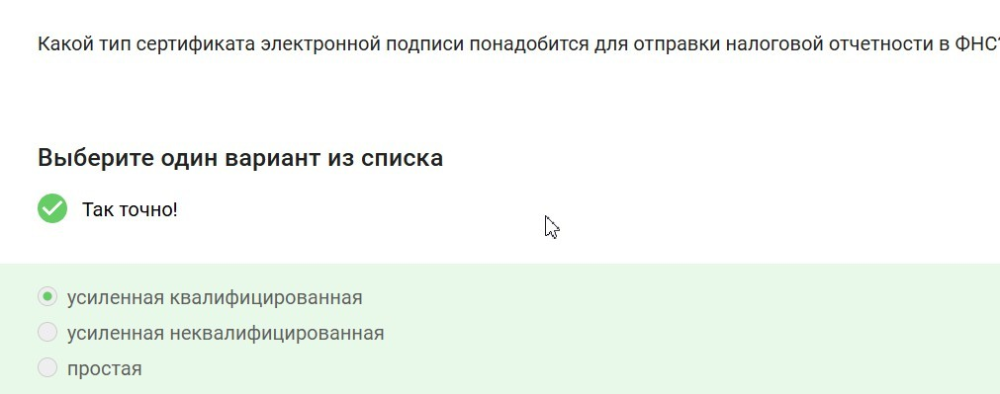 Какой тип сертификата электронной подписи понадобится для отправки налоговой отчетности в ФНС?
Выберите один вариант из списка
Так точно!
усиленная квалифицированная
усиленная неквалифицированная
простая